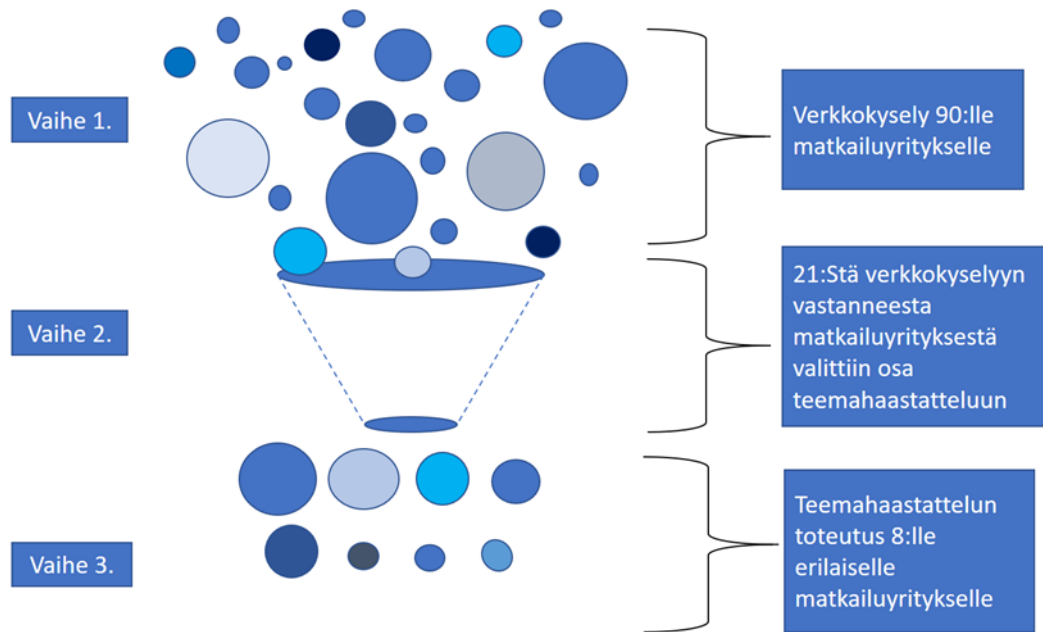 Vaihe 1.
Verkkokysely 90:lle
matkailuyritykselle
Vaihe 2.
21:Stä verkkokyselyyn
vastanneesta
matkailuyrityksestä
valittiin osa
teemahaastatteluun
Vaihe 3.
Teemahaastattelun
toteutus 8:lle
erilaiselle
matkailuyritykselle